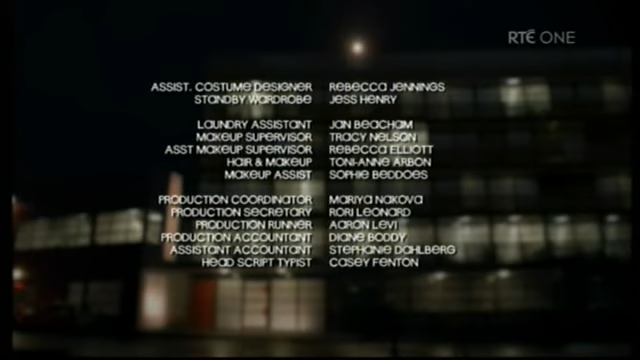 RTÉ ONE
ASSIST. COSTUME DESIGNER REBECCA JENNINGS
STANDBY WARDROBE JESS HENRY
LAUNDRY ASSISTANT JAN BEACHAM
MAKEUP SUPERVISOR TRACY NELSON
ASST MAKEUP SUPERVISOR REBECCA ELLIOTT
HAIR & MAKEUP TONI-ANNE ARBON
MAKEUP ASSIST SOPHIE BEDDOES
PRODUCTION COORDINATOR MARIYA NAKOVA
PRODUCTION SECRETARY RORI LEONARD
PRODUCTION RUNNER AARON LEVI
PRODUCTION ACCOUNTANT DIANE BODDY
ASSISTANT ACCOUNTANT STEPHANIE DAHLBERG
HEAD SCRIPT TYPIST CASEY FENTON